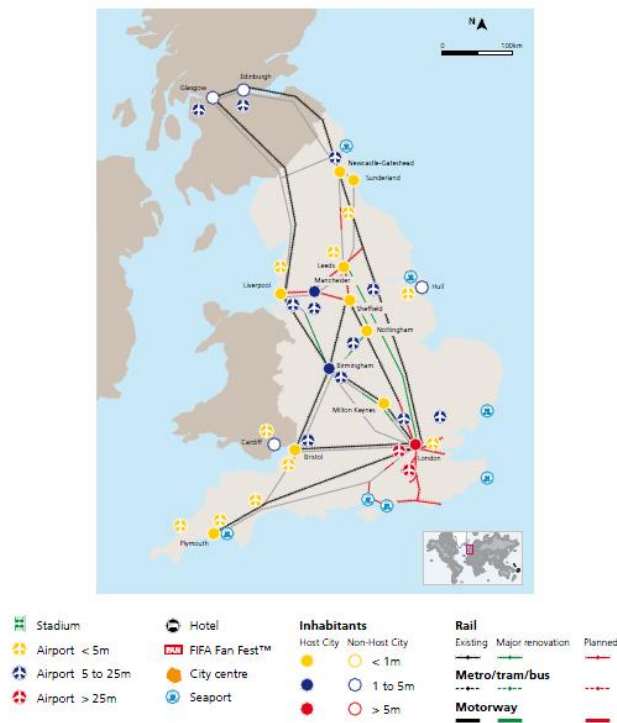 N
0 100km
Edinburgh
Glasgow
Newcastle-Gateshead
Sunderland
Leeds
Manchester
Liverpool
Hull
Sheffield
Nottingham
Birmingham
Milton Keynes
Cardiff
Bristol
London
Plymouth
Stadium
Airport < 5m
Airport 5 to 25m
Airport > 25m
Hotel
FAN FIFA Fan Fest™
City centre
Seaport
Inhabitants
Host City Non-Host City
< 1m
1 to 5m
> 5m
Rail
Existing Major renovation Planned
Metro/tram/bus
Motorway